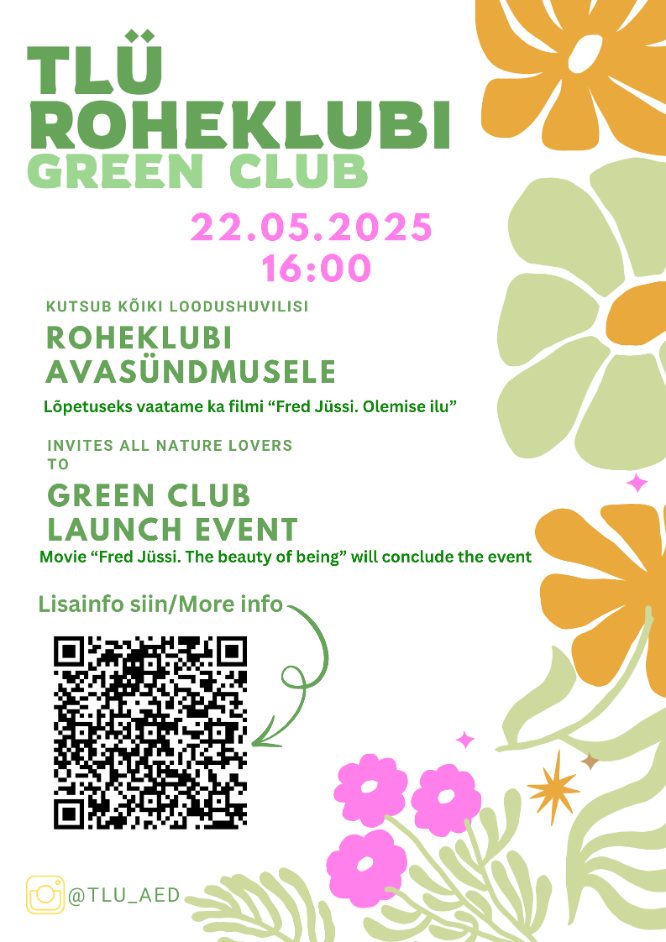 TLÜ
ROHEKLUBI
GREEN CLUB
22.05.2025
16:00
KUTSUB KÕIKI LOODUSHUVILISI
ROHEKLUBI
AVASÜNDMUSELE
Lõpetuseks vaatame ka filmi “Fred Jüssi. Olemise ilu”
INVITES ALL NATURE LOVERS
TO
GREEN CLUB
LAUNCH EVENT
Movie “Fred Jüssi. The beauty of being” will conclude the event
Lisainfo siin/More info
@TLU_AED